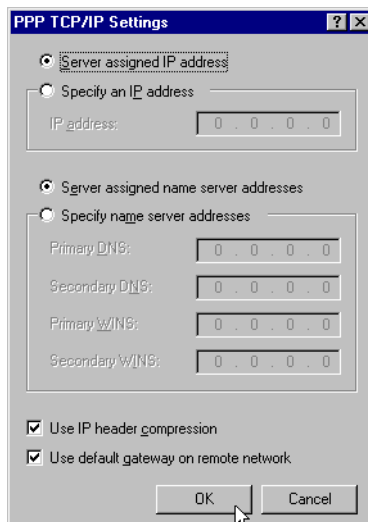 PPP TCP/IP Settings
Server assigned IP address
Specify an IP address
IP address: 0 . 0 . 0 . 0
Server assigned name server addresses
Specify name server addresses
Primary DNS: 0 . 0 . 0 . 0
Secondary DNS: 0 . 0 . 0 . 0
Primary WINS: 0 . 0 . 0 . 0
Secondary WINS: 0 . 0 . 0 . 0
Use IP header compression
Use default gateway on remote network
OK Cancel